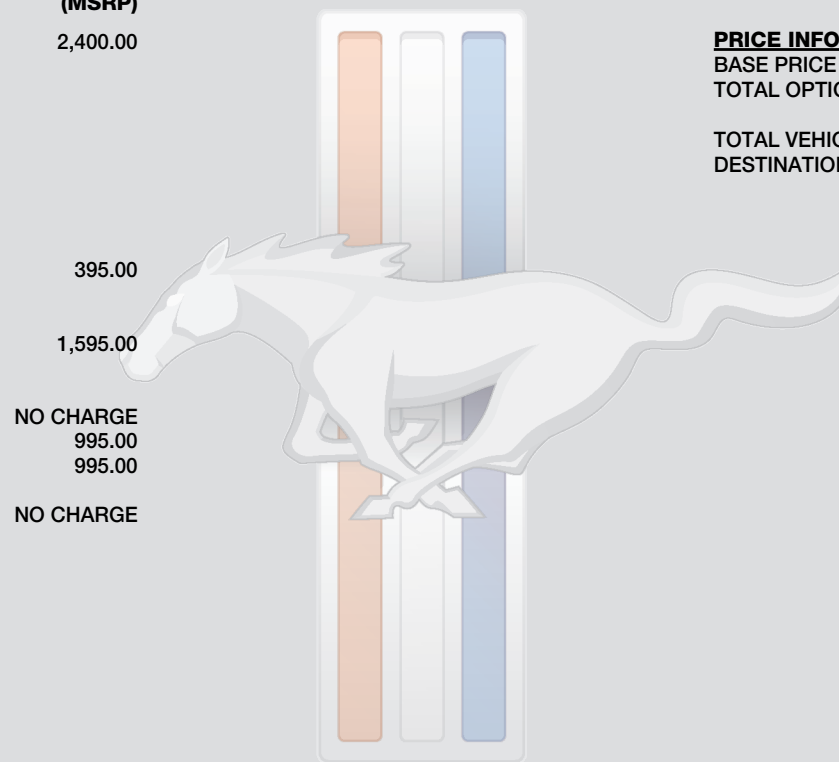 (MSRP)
2,400.00
395.00
1,595.00
NO CHARGE
995.00
995.00
NO CHARGE
PRICE INFO
BASE PRICE
TOTAL OPTIO
TOTAL VEHIC
DESTINATION